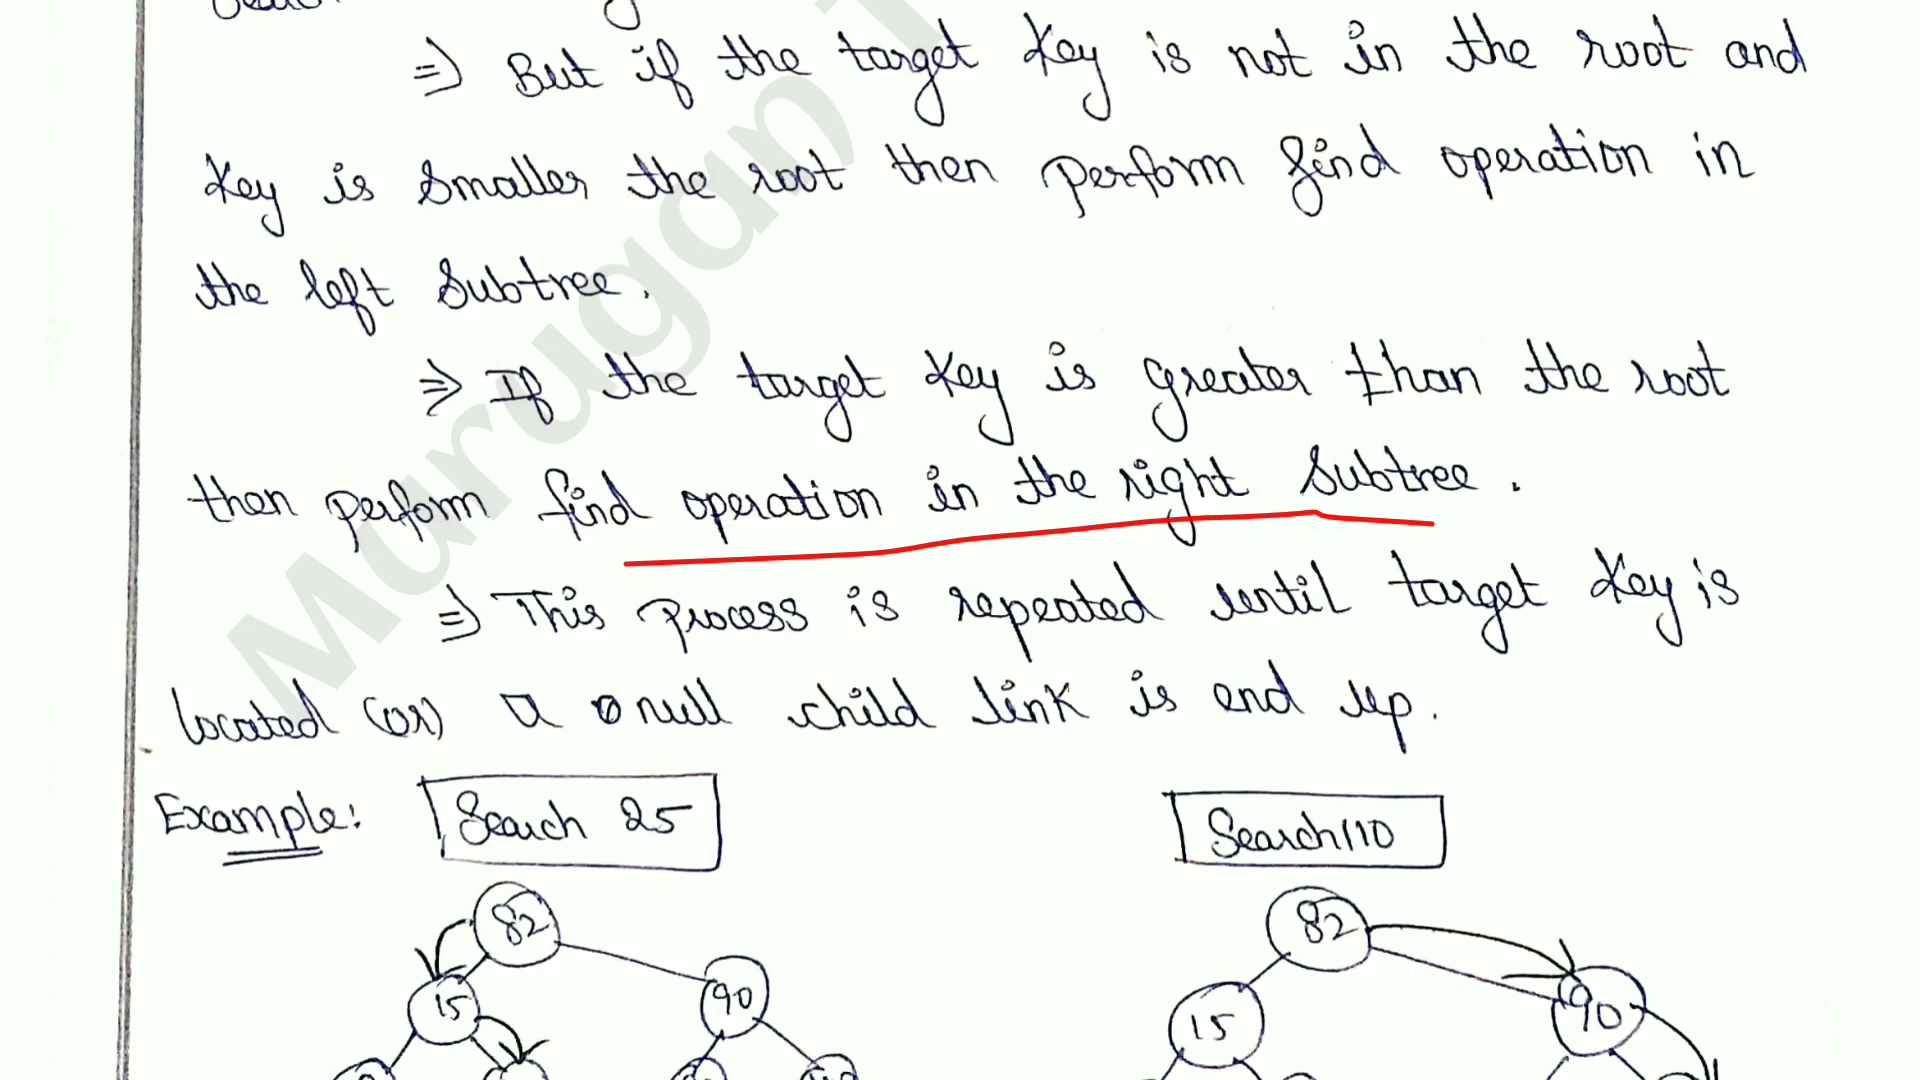 => But if the target Key is not in the root and
Key is smaller the root then perform find operation in
the left subtree.
=> If the target Key is greater than the root
then perform find operation in the right subtree.
=> This process is repeated until target Key is
located (or) a null child link is end up.
Example: Search 25 Search 110
82 82
15 90 15 90
Murugan